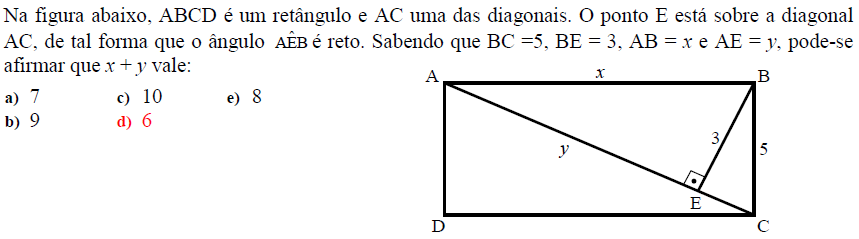 Na figura abaixo, ABCD é um retângulo e AC uma das diagonais. O ponto E está sobre a diagonal
AC, de tal forma que o ângulo AÊB é reto. Sabendo que BC =5, BE = 3, AB = x e AE = y, pode-se
afirmar que x + y vale:
a) 7 c) 10 e) 8
b) 9 d) 6
A x B
3
y 5
E
D C